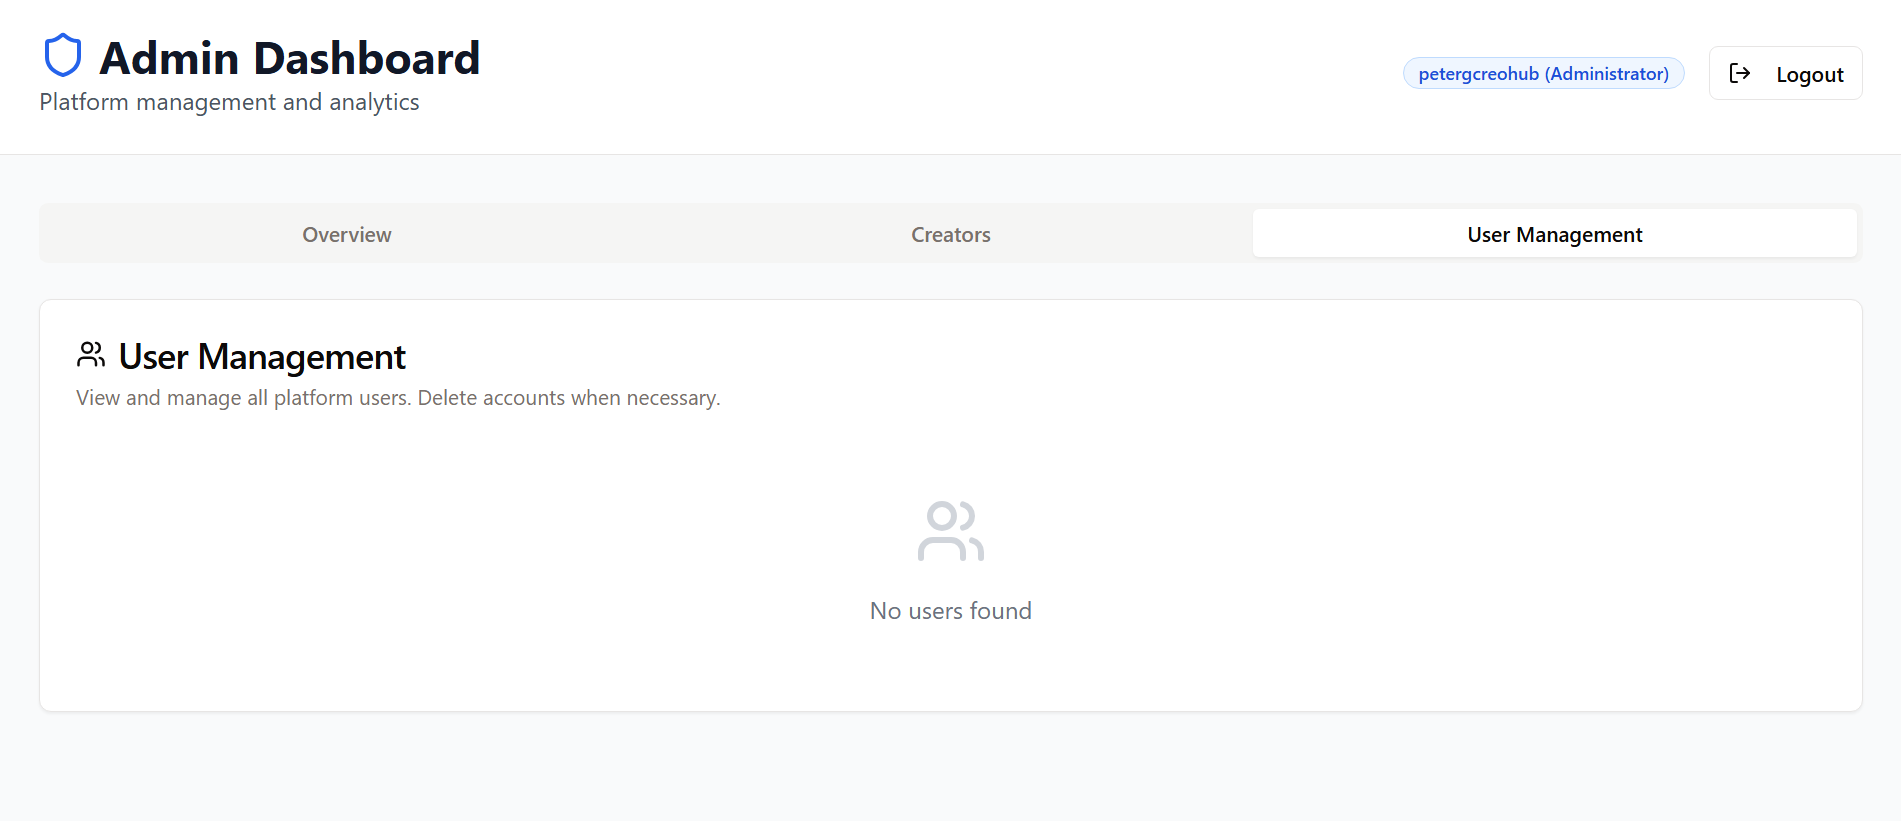 Admin Dashboard
Platform management and analytics
petergcreohub (Administrator)
Logout
Overview
Creators
User Management
User Management
View and manage all platform users. Delete accounts when necessary.
No users found